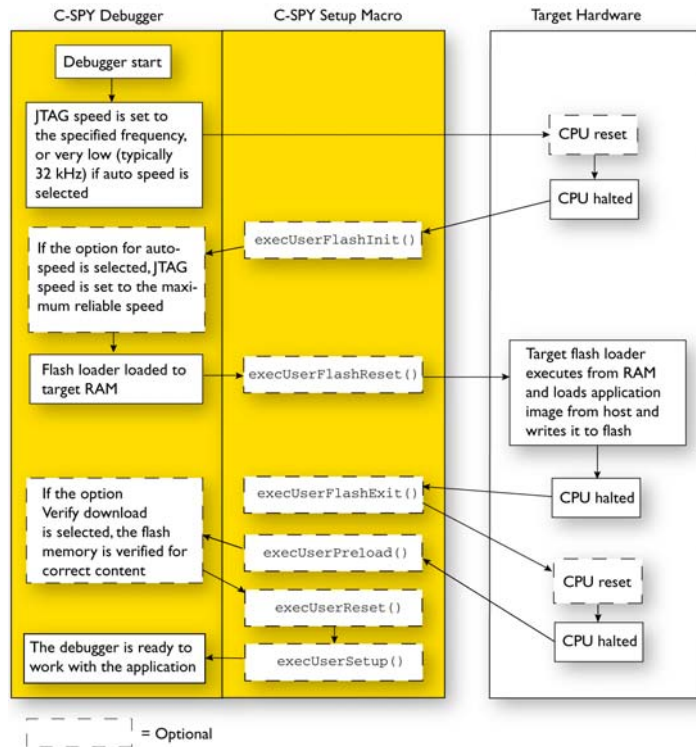 C-SPY Debugger
C-SPY Setup Macro
Target Hardware
Debugger start
JTAG speed is set to
the specified frequency,
or very low (typically
32 kHz) if auto speed is
selected
CPU reset
CPU halted
execUserFlashInit()
If the option for auto-
speed is selected, JTAG
speed is set to the maxi-
mum reliable speed
Flash loader loaded to
target RAM
execUserFlashReset()
Target flash loader
executes from RAM
and loads application
image from host and
writes it to flash
CPU halted
execUserFlashExit()
If the option
Verify download
is selected, the flash
memory is verified for
correct content
execUserPreload()
CPU reset
execUserReset()
CPU halted
The debugger is ready to
work with the application
execUserSetup()
= Optional